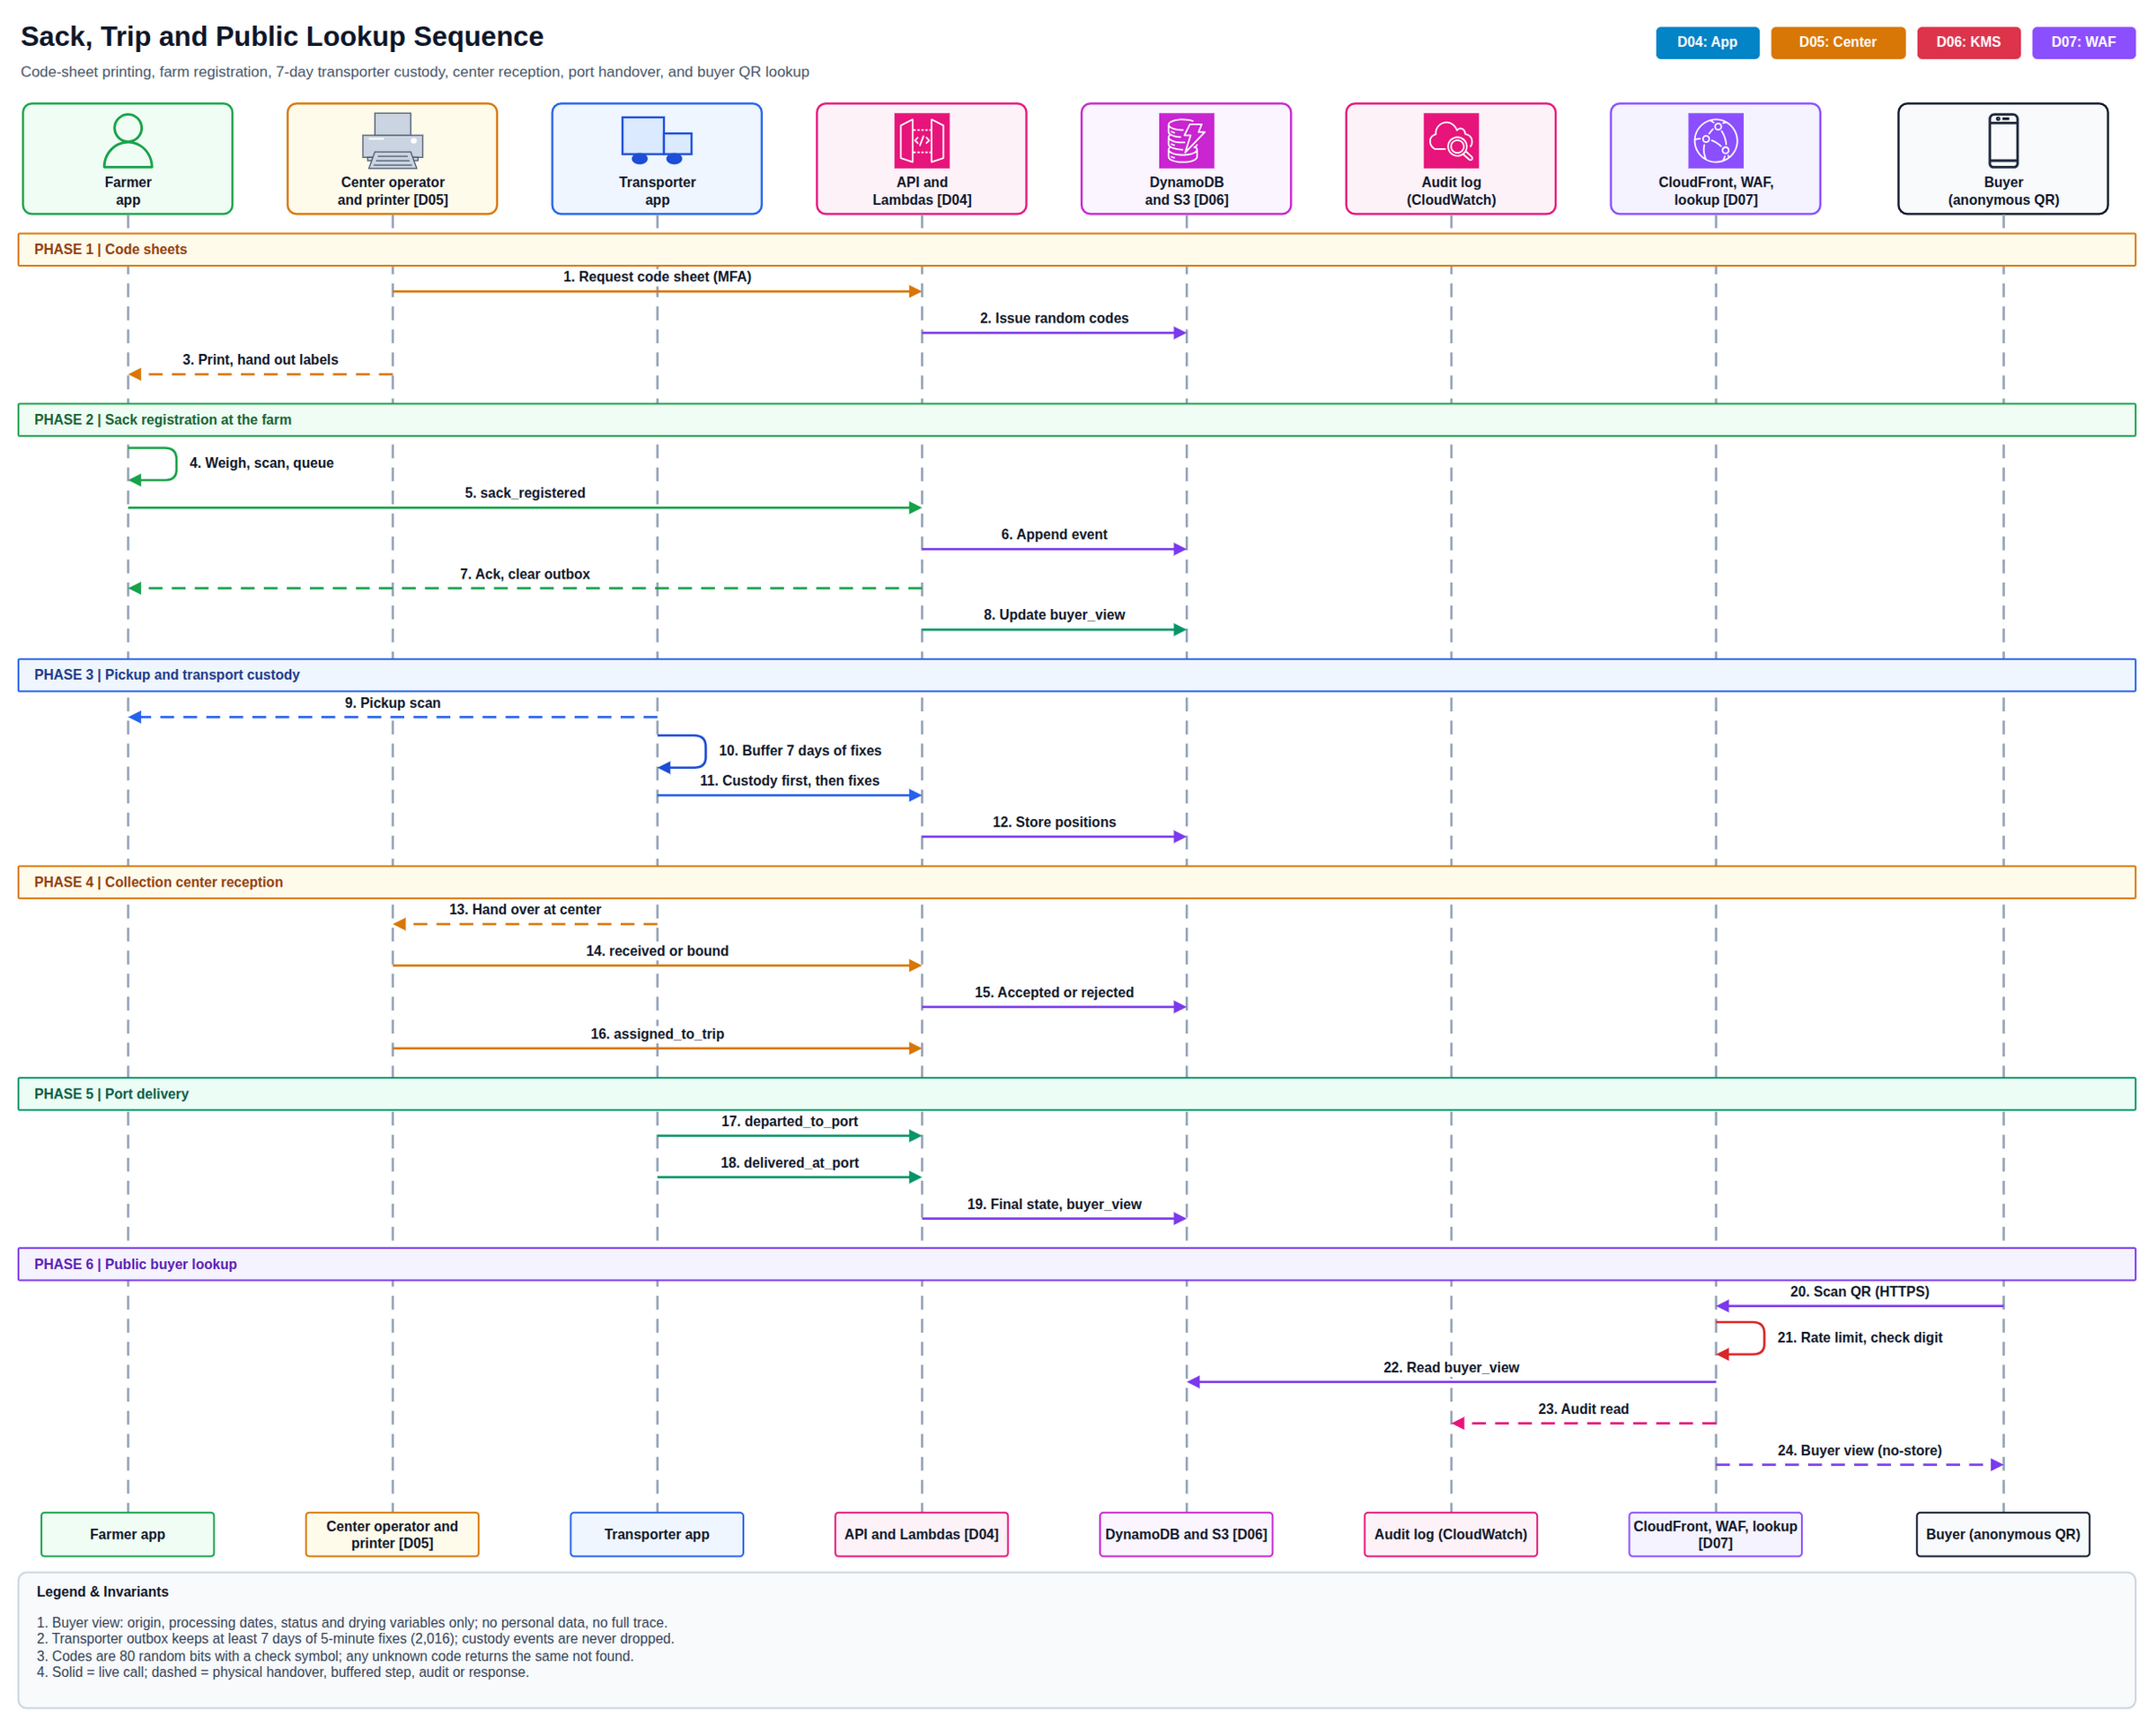 Sack, Trip and Public Lookup Sequence
Code-sheet printing, farm registration, 7-day transporter custody, center reception, port handover, and buyer QR lookup
D04: App
D05: Center
D06: KMS
D07: WAF
Farmer
app
Center operator
and printer [D05]
Transporter
app
API and
Lambdas [D04]
DynamoDB
and S3 [D06]
Audit log
(CloudWatch)
CloudFront, WAF,
lookup [D07]
Buyer
(anonymous QR)
PHASE 1 | Code sheets
1. Request code sheet (MFA)
2. Issue random codes
3. Print, hand out labels
PHASE 2 | Sack registration at the farm
4. Weigh, scan, queue
5. sack_registered
6. Append event
7. Ack, clear outbox
8. Update buyer_view
PHASE 3 | Pickup and transport custody
9. Pickup scan
10. Buffer 7 days of fixes
11. Custody first, then fixes
12. Store positions
PHASE 4 | Collection center reception
13. Hand over at center
14. received or bound
15. Accepted or rejected
16. assigned_to_trip
PHASE 5 | Port delivery
17. departed_to_port
18. delivered_at_port
19. Final state, buyer_view
PHASE 6 | Public buyer lookup
20. Scan QR (HTTPS)
21. Rate limit, check digit
22. Read buyer_view
23. Audit read
24. Buyer view (no-store)
Farmer app
Center operator and
printer [D05]
Transporter app
API and Lambdas [D04]
DynamoDB and S3 [D06]
Audit log (CloudWatch)
CloudFront, WAF, lookup
[D07]
Buyer (anonymous QR)
Legend & Invariants
1. Buyer view: origin, processing dates, status and drying variables only; no personal data, no full trace.
2. Transporter outbox keeps at least 7 days of 5-minute fixes (2,016); custody events are never dropped.
3. Codes are 80 random bits with a check symbol; any unknown code returns the same not found.
4. Solid = live call; dashed = physical handover, buffered step, audit or response.